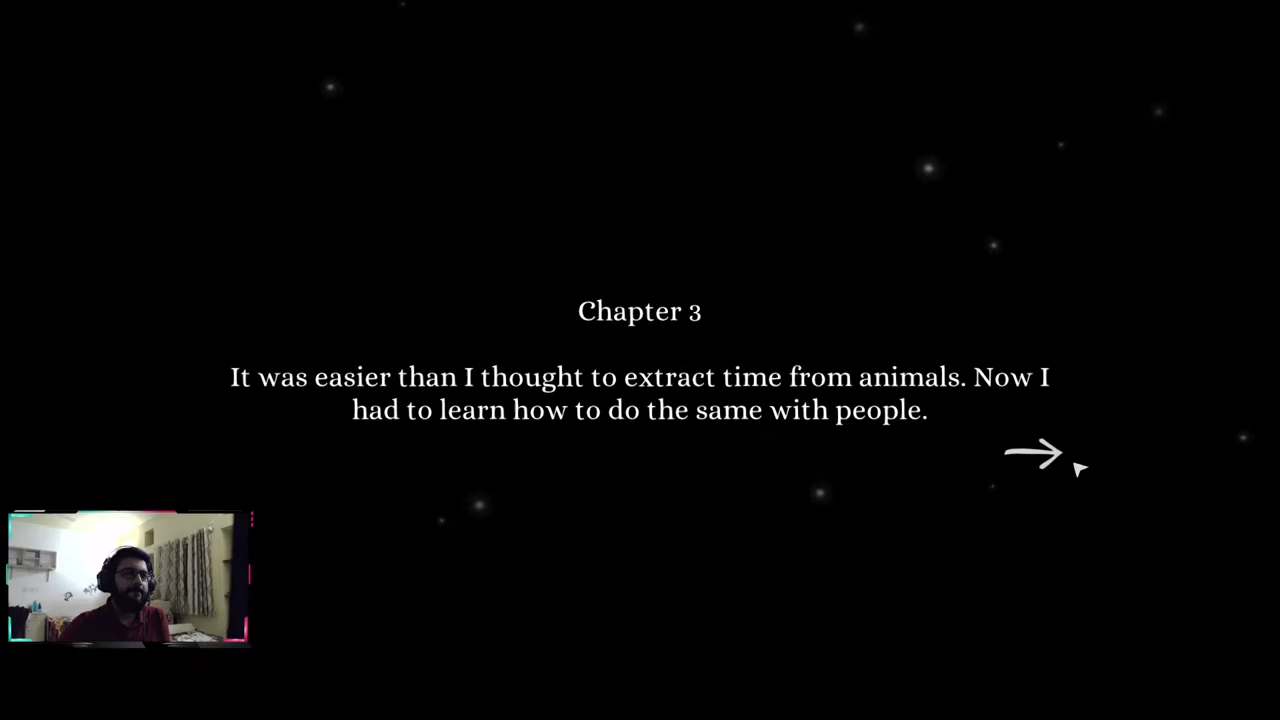 Chapter 3
It was easier than I thought to extract time from animals. Now I
had to learn how to do the same with people.